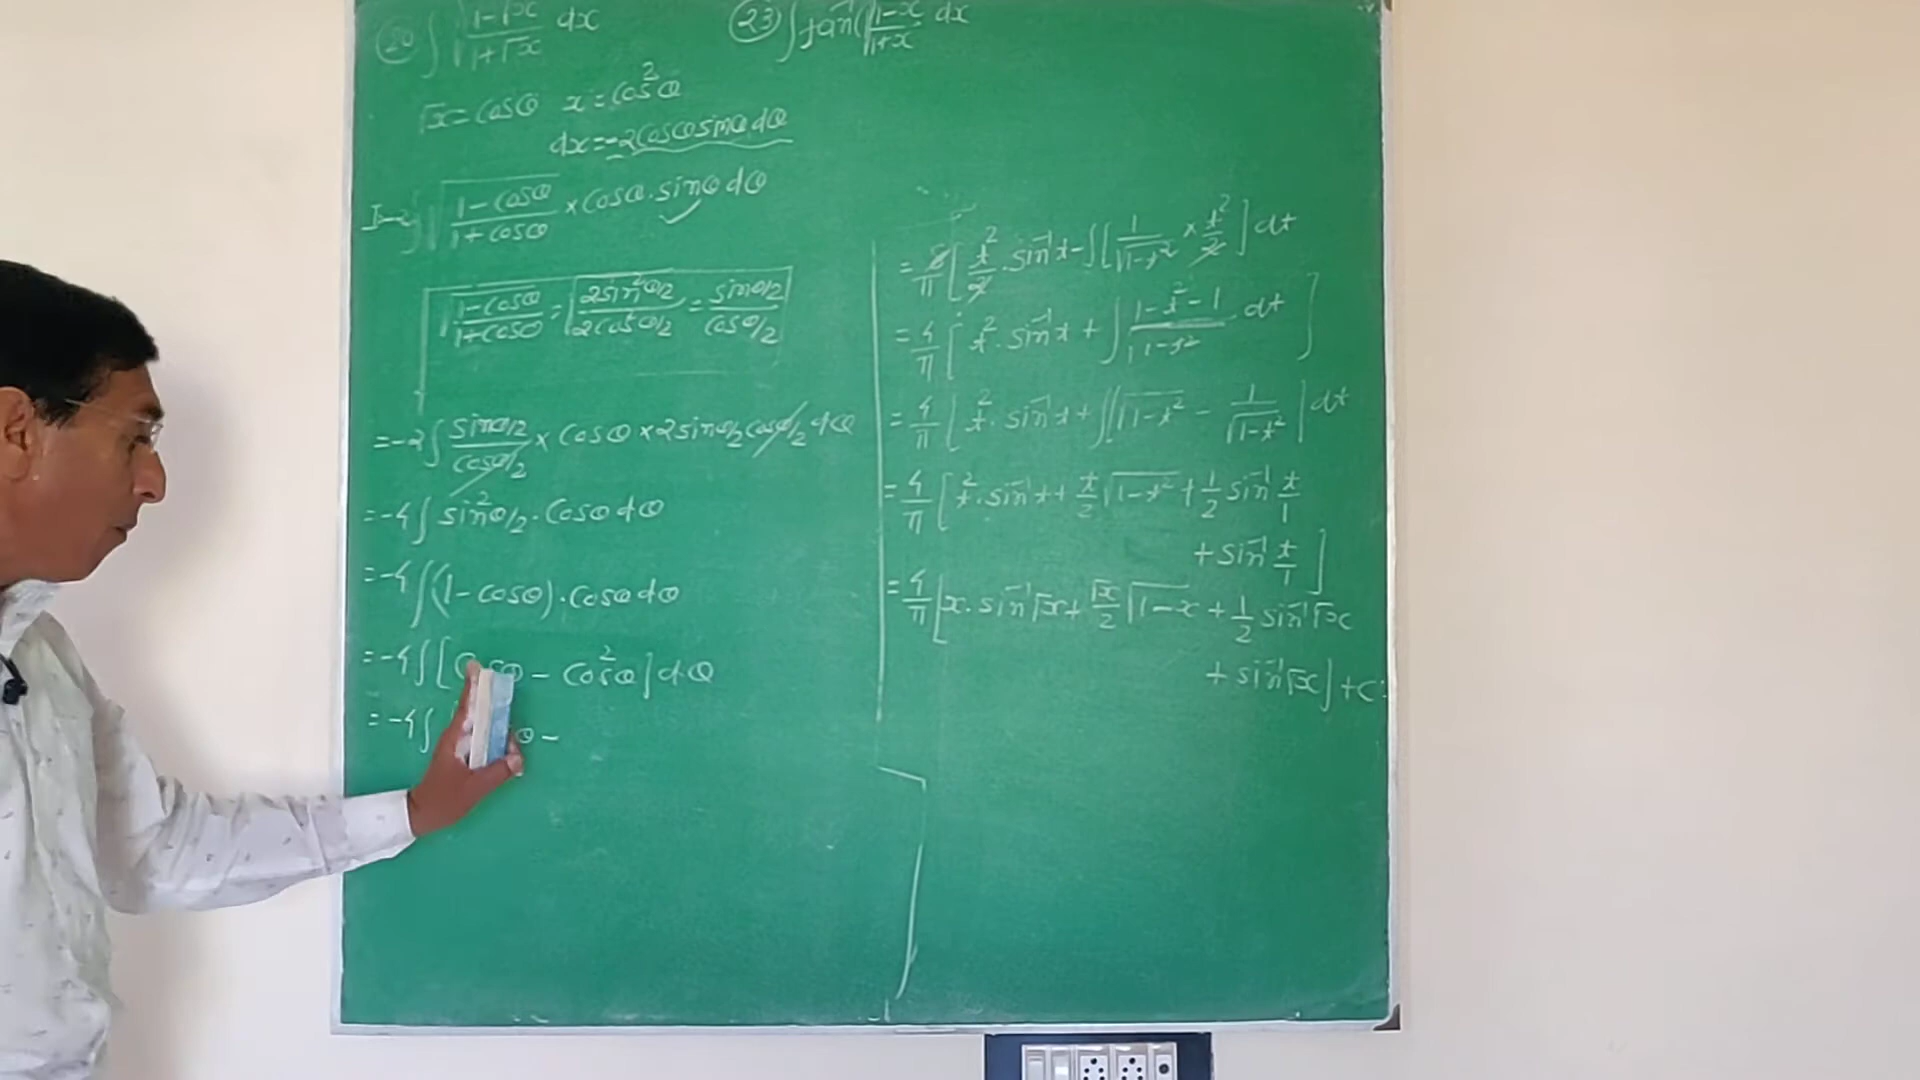 (20) ∫ √(1-√x / 1+√x) dx
(23) ∫ tan⁻¹(√(1-x / 1+x) dx
√x = cosθ x = cos²θ
dx = -2cosθ sinθ dθ
I = -2∫ √(1-cosθ / 1+cosθ) × cosθ . sinθ dθ
√(1-cosθ / 1+cosθ) = √(2sin²θ/2 / 2cos²θ/2) = sinθ/2 / cosθ/2
= -2 ∫ sinθ/2 / cosθ/2 × cosθ × 2sinθ/2 cosθ/2 dθ
= -4 ∫ sin²θ/2 . cosθ dθ
= -4 ∫ (1 - cosθ) . cosθ dθ
= -4 ∫ [cosθ - cos²θ] dθ
= -4 ∫ θ -
= 8/π [ t²/2 . sin⁻¹t - ∫ [ 1/√1-t² × t²/2 ] dt
= 4/π [ t² . sin⁻¹t + ∫ 1-t²-1 / √1-t² dt ]
= 4/π [ t² . sin⁻¹t + ∫ [√1-t² - 1/√1-t² ] dt
= 4/π [ t² . sin⁻¹t + t/2 √1-t² + 1/2 sin⁻¹ t/1
+ sin⁻¹ t/1 ]
= 4/π [ x . sin⁻¹√x + √x/2 √1-x + 1/2 sin⁻¹√x
+ sin⁻¹√x ] + C